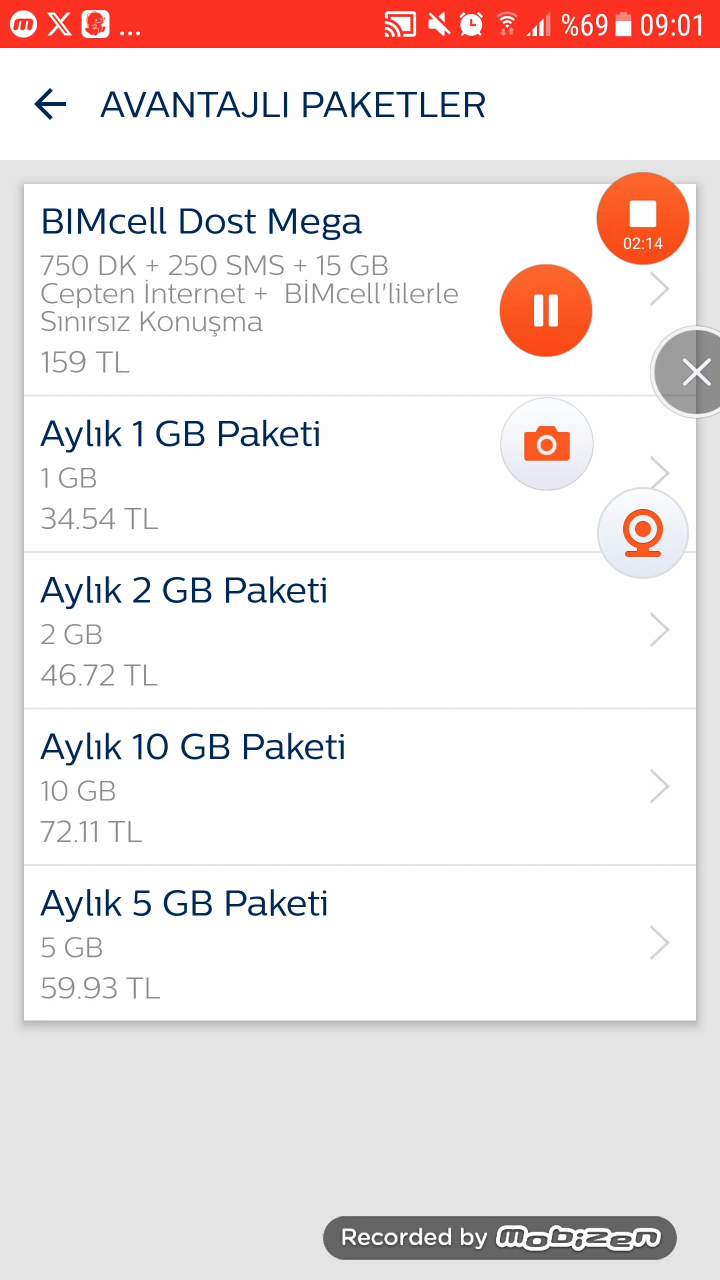 ... %69 09:01
AVANTAJLI PAKETLER
BIMcell Dost Mega
750 DK + 250 SMS + 15 GB
Cepten İnternet + BİMcell'lilerle
Sınırsız Konuşma
159 TL
02:14
Aylık 1 GB Paketi
1 GB
34.54 TL
Aylık 2 GB Paketi
2 GB
46.72 TL
Aylık 10 GB Paketi
10 GB
72.11 TL
Aylık 5 GB Paketi
5 GB
59.93 TL
Recorded by mobizen